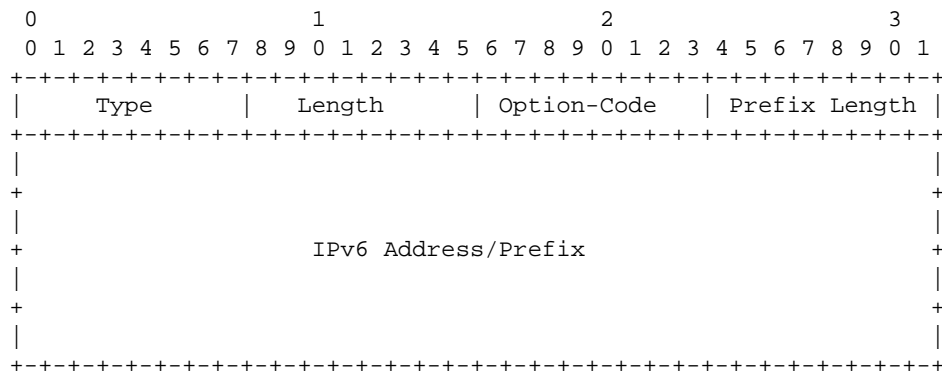 0                   1                   2                   3
 0 1 2 3 4 5 6 7 8 9 0 1 2 3 4 5 6 7 8 9 0 1 2 3 4 5 6 7 8 9 0 1
+-+-+-+-+-+-+-+-+-+-+-+-+-+-+-+-+-+-+-+-+-+-+-+-+-+-+-+-+-+-+-+-+
|     Type      |   Length      | Option-Code   | Prefix Length |
+-+-+-+-+-+-+-+-+-+-+-+-+-+-+-+-+-+-+-+-+-+-+-+-+-+-+-+-+-+-+-+-+
|                                                               |
+                                                               +
|                                                               |
+                    IPv6 Address/Prefix                        +
|                                                               |
+                                                               +
|                                                               |
+-+-+-+-+-+-+-+-+-+-+-+-+-+-+-+-+-+-+-+-+-+-+-+-+-+-+-+-+-+-+-+-+